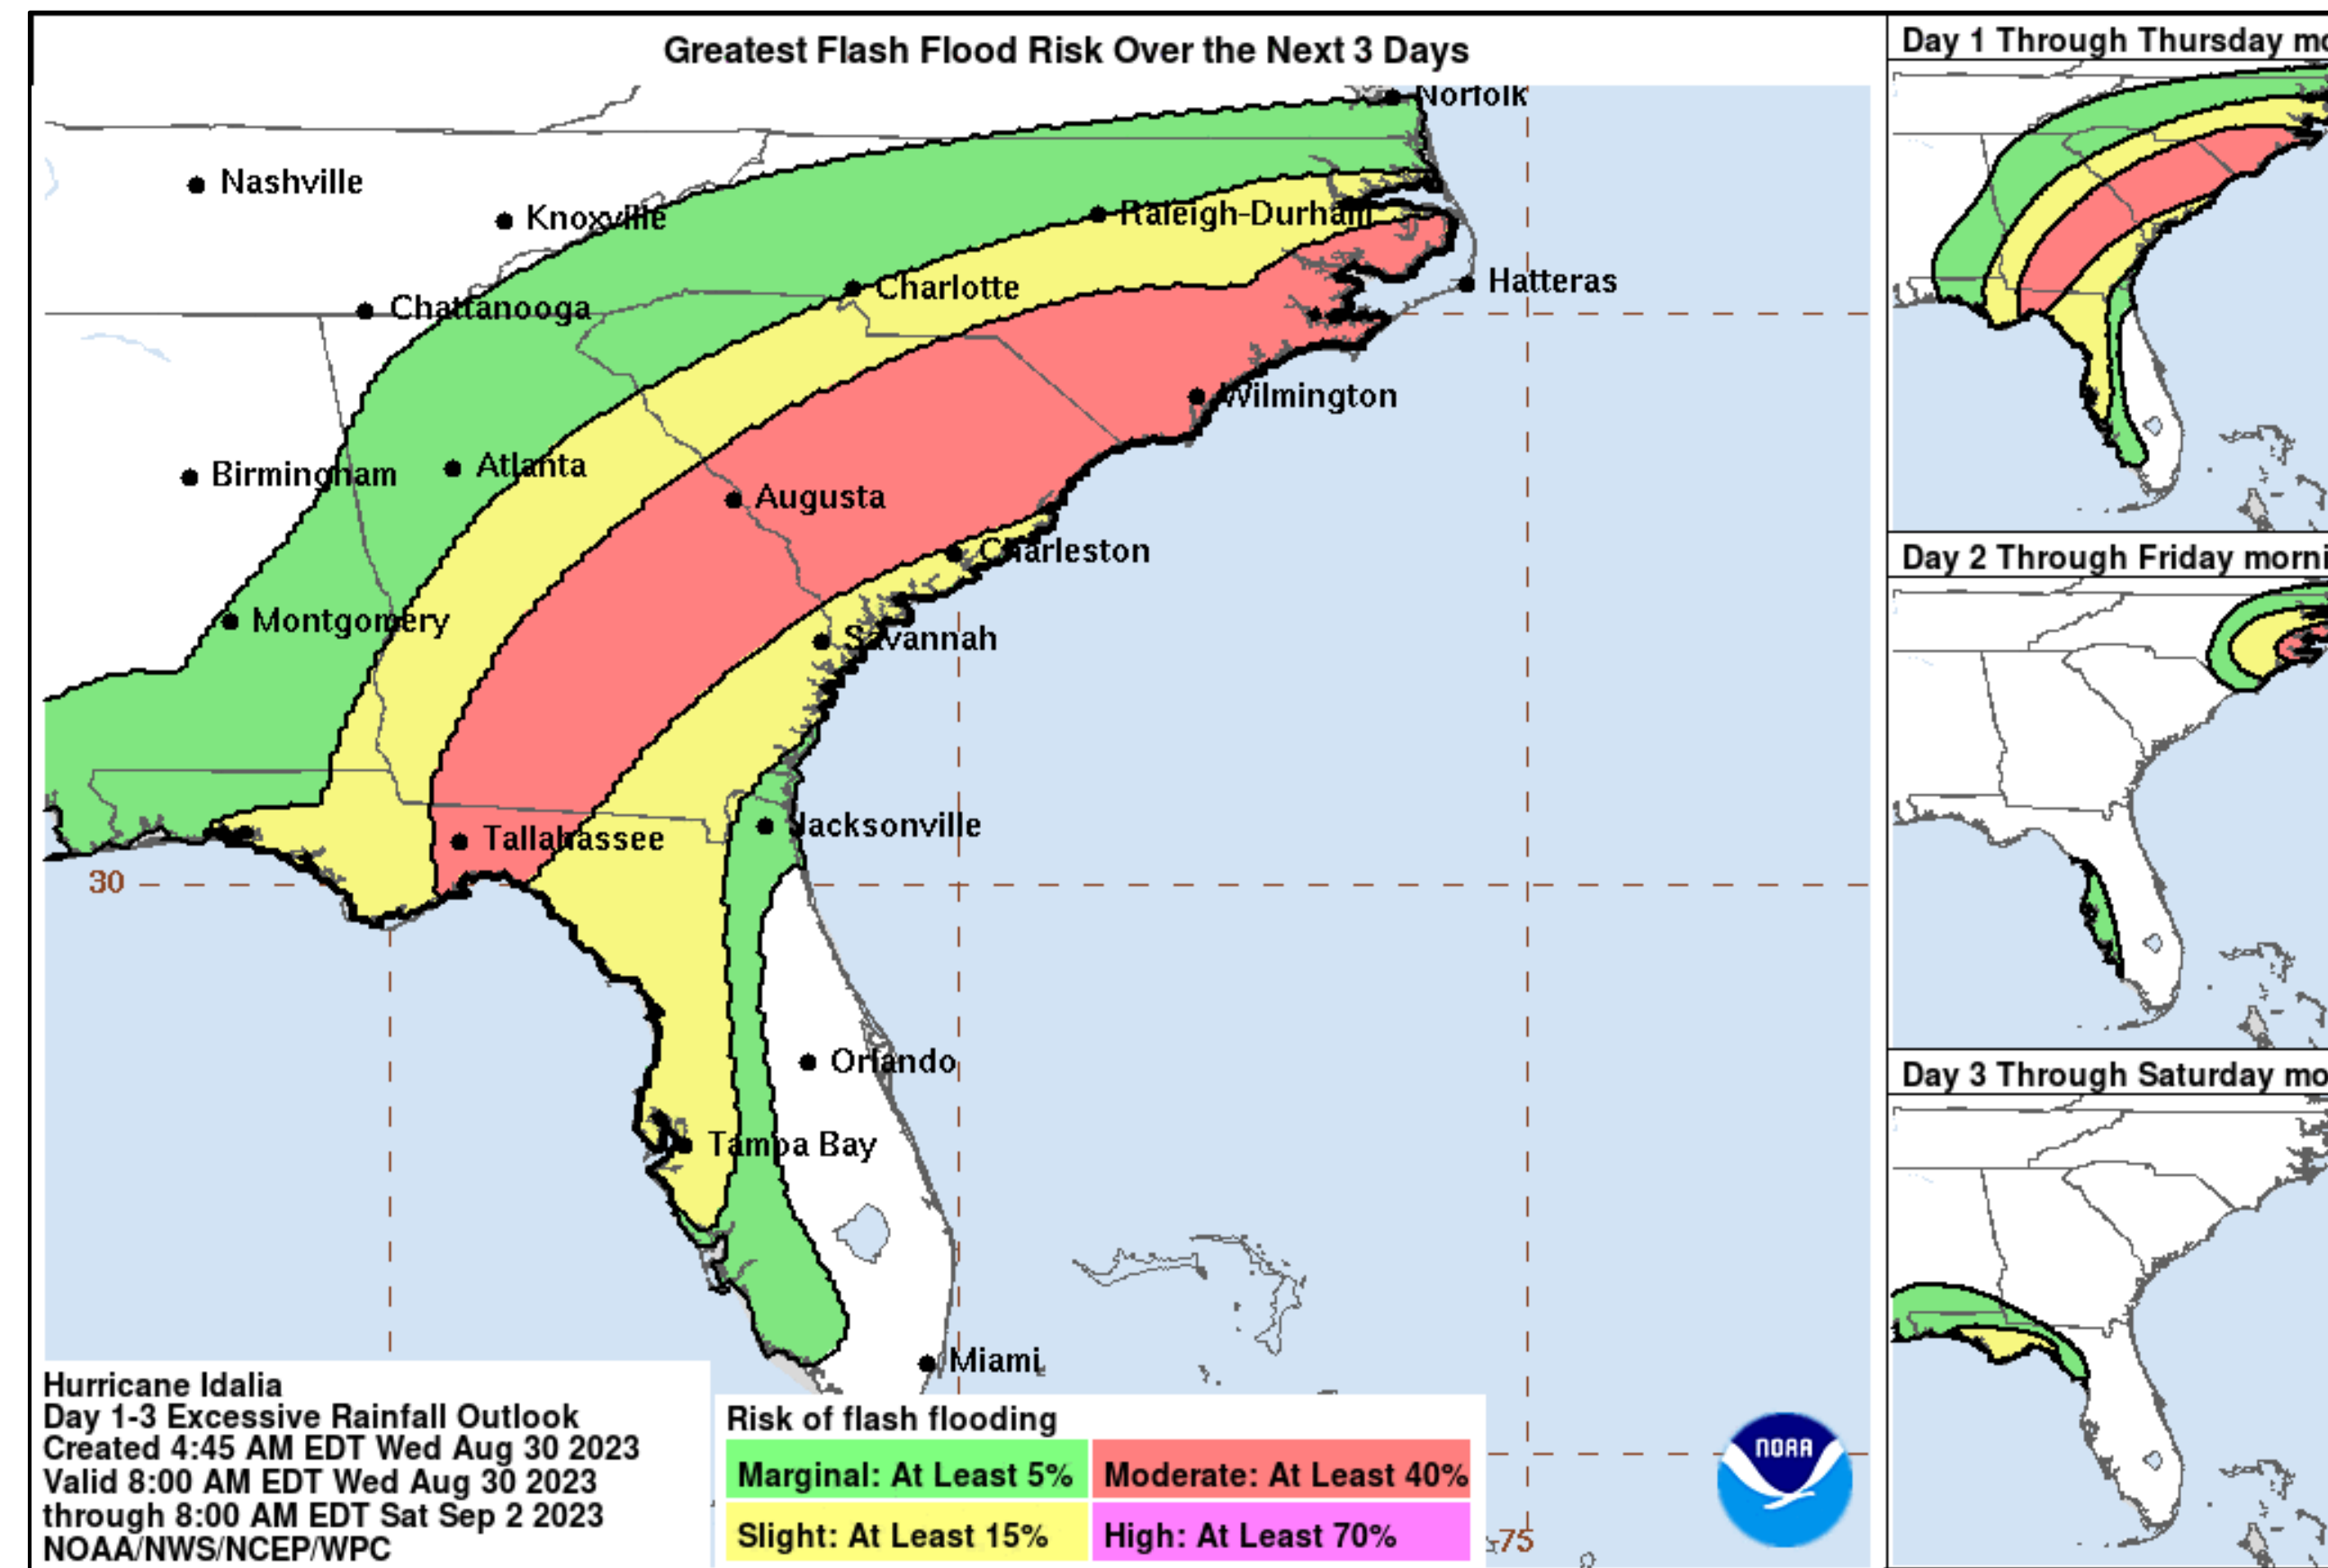 Greatest Flash Flood Risk Over the Next 3 Days
Norfolk
Nashville
Knoxville
Raleigh-Durham
Hatteras
Charlotte
Chattanooga
Wilmington
Birmingham
Atlanta
Augusta
Charleston
Montgomery
Savannah
Jacksonville
Tallahassee
30
Orlando
Tampa Bay
Miami
Hurricane Idalia
Day 1-3 Excessive Rainfall Outlook
Created 4:45 AM EDT Wed Aug 30 2023
Valid 8:00 AM EDT Wed Aug 30 2023
through 8:00 AM EDT Sat Sep 2 2023
NOAA/NWS/NCEP/WPC
Risk of flash flooding
Marginal: At Least 5%
Moderate: At Least 40%
Slight: At Least 15%
High: At Least 70%
-75
NOAA
Day 1 Through Thursday mo
Day 2 Through Friday morni
Day 3 Through Saturday mo